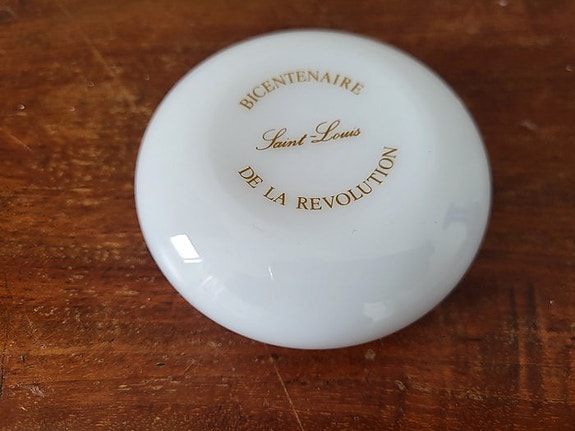 BICENTENAIRE
Saint-Louis
DE LA REVOLUTION